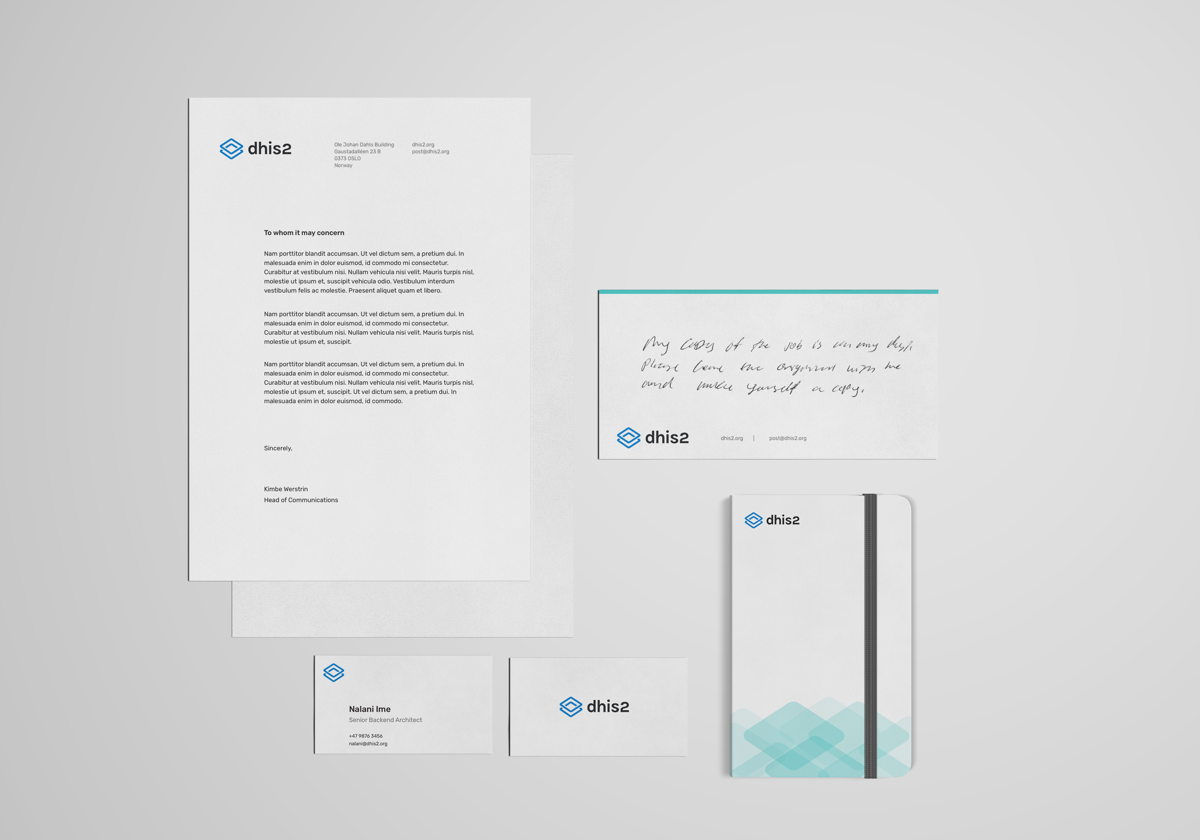 dhis2
Ole Johan Dahls Building
Gaustadalléen 23 B
0373 OSLO
Norway
dhis2.org
post@dhis2.org
To whom it may concern
Nam porttitor blandit accumsan. Ut vel dictum sem, a pretium dui. In
malesuada enim in dolor euismod, id commodo mi consectetur.
Curabitur at vestibulum nisi. Nullam vehicula nisi velit. Mauris turpis nisl,
molestie ut ipsum et, suscipit vehicula odio. Vestibulum interdum
vestibulum felis ac molestie. Praesent aliquet quam et libero.
Nam porttitor blandit accumsan. Ut vel dictum sem, a pretium dui. In
malesuada enim in dolor euismod, id commodo mi consectetur.
Curabitur at vestibulum nisi. Nullam vehicula nisi velit. Mauris turpis nisl,
molestie ut ipsum et, suscipit.
Nam porttitor blandit accumsan. Ut vel dictum sem, a pretium dui. In
malesuada enim in dolor euismod, id commodo mi consectetur.
Curabitur at vestibulum nisi. Nullam vehicula nisi velit. Mauris turpis nisl,
molestie ut ipsum et, suscipit. Ut vel dictum sem, a pretium dui. In
malesuada enim in dolor euismod, id commodo.
Sincerely,
Kimbe Werstrin
Head of Communications
My copy of the job is on my desk.
Please leave the original with me
and make yourself a copy.
dhis2
dhis2.org | post@dhis2.org
dhis2
Nalani Ime
Senior Backend Architect
+47 9876 3456
nalani@dhis2.org
dhis2